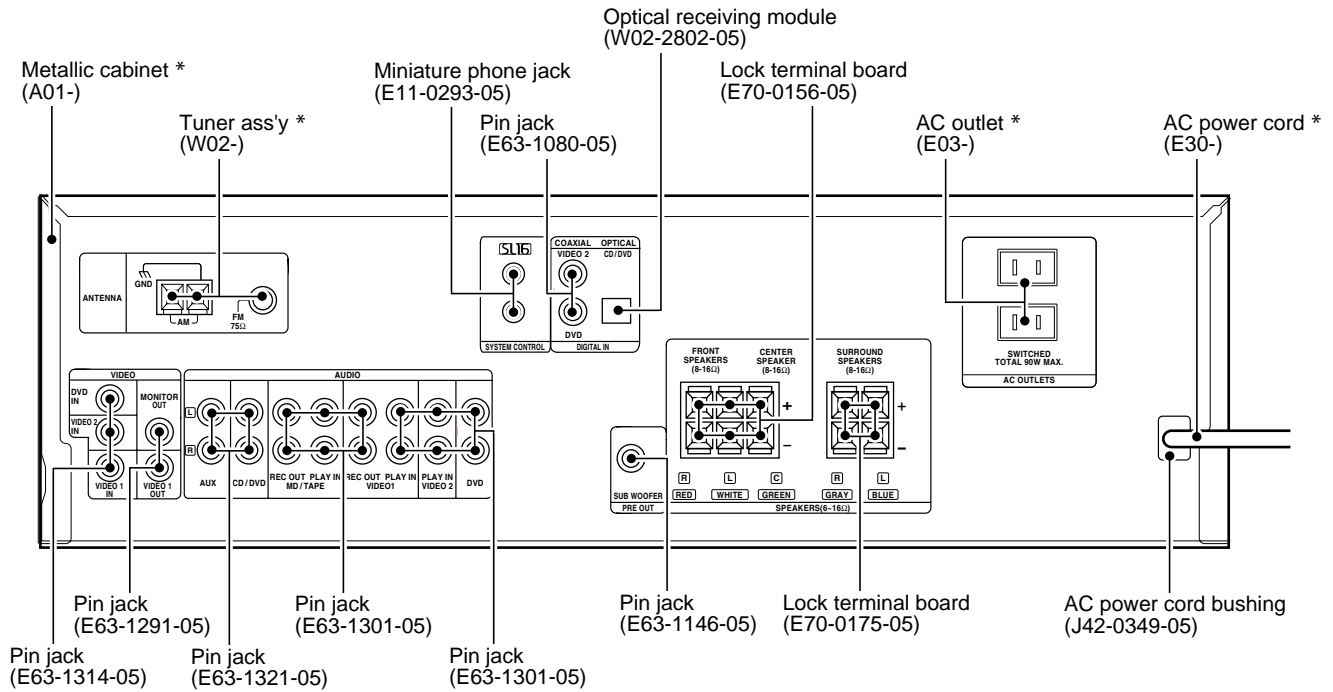 Optical receiving module
(W02-2802-05)
Metallic cabinet *
(A01-)
Miniature phone jack
(E11-0293-05)
Lock terminal board
(E70-0156-05)
Tuner ass'y *
(W02-)
Pin jack
(E63-1080-05)
AC outlet *
(E03-)
AC power cord *
(E30-)
ANTENNA
GND
AM
FM
75Ω
SL16
SYSTEM CONTROL
COAXIAL
VIDEO 2
OPTICAL
CD/DVD
DVD
DIGITAL IN
SWITCHED
TOTAL 90W MAX.
AC OUTLETS
FRONT
SPEAKERS
(8-16Ω)
CENTER
SPEAKER
(8-16Ω)
SURROUND
SPEAKERS
(8-16Ω)
+
−
+
−
R
L
C
R
L
RED
WHITE
GREEN
GRAY
BLUE
SPEAKERS(6~16Ω)
SUB WOOFER
PRE OUT
VIDEO
DVD
IN
MONITOR
OUT
VIDEO 2
IN
VIDEO 1
IN
VIDEO 1
OUT
AUDIO
L
R
AUX
CD/DVD
REC OUT PLAY IN
MD/TAPE
REC OUT PLAY IN
VIDEO1
PLAY IN
VIDEO 2
DVD
Pin jack
(E63-1291-05)
Pin jack
(E63-1301-05)
Pin jack
(E63-1146-05)
Lock terminal board
(E70-0175-05)
AC power cord bushing
(J42-0349-05)
Pin jack
(E63-1314-05)
Pin jack
(E63-1321-05)
Pin jack
(E63-1301-05)